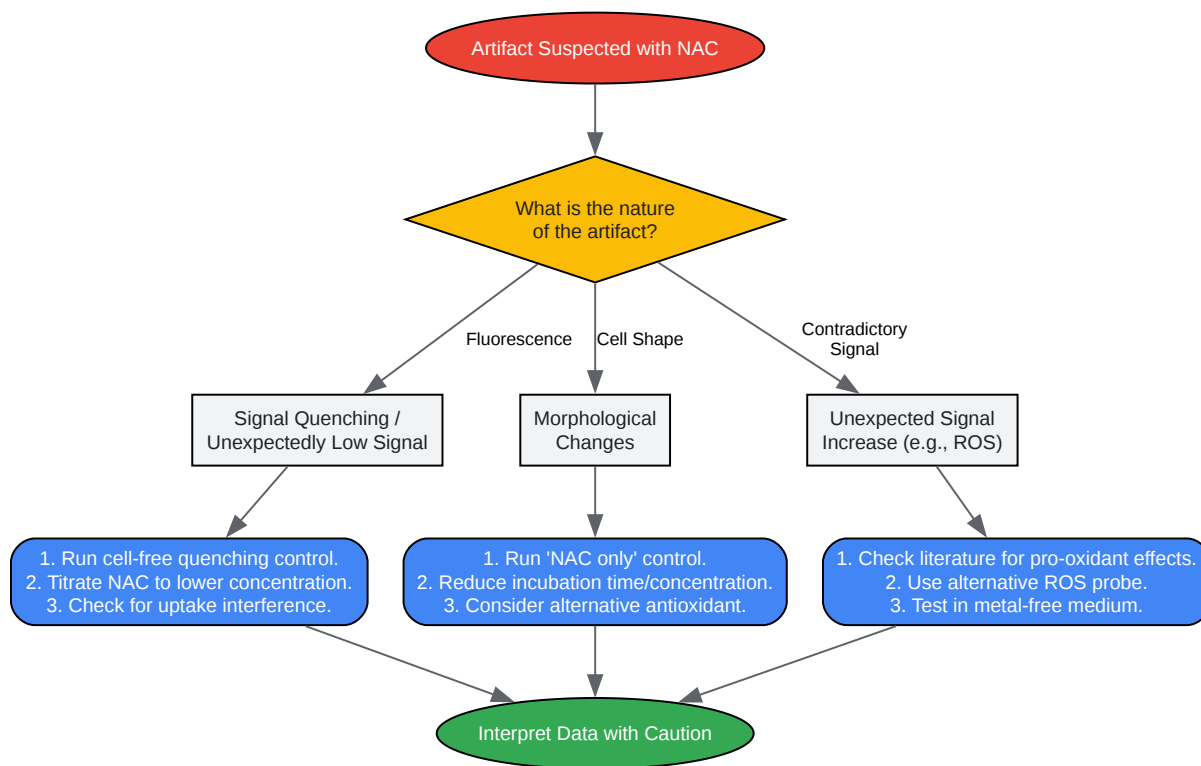 Artifact Suspected with NAC
What is the nature
of the artifact?
Fluorescence
Cell Shape
Contradictory
Signal
Signal Quenching /
Unexpectedly Low Signal
Morphological
Changes
Unexpected Signal
Increase (e.g., ROS)
1. Run cell-free quenching control.
2. Titrate NAC to lower concentration.
3. Check for uptake interference.
1. Run 'NAC only' control.
2. Reduce incubation time/concentration.
3. Consider alternative antioxidant.
1. Check literature for pro-oxidant effects.
2. Use alternative ROS probe.
3. Test in metal-free medium.
Interpret Data with Caution